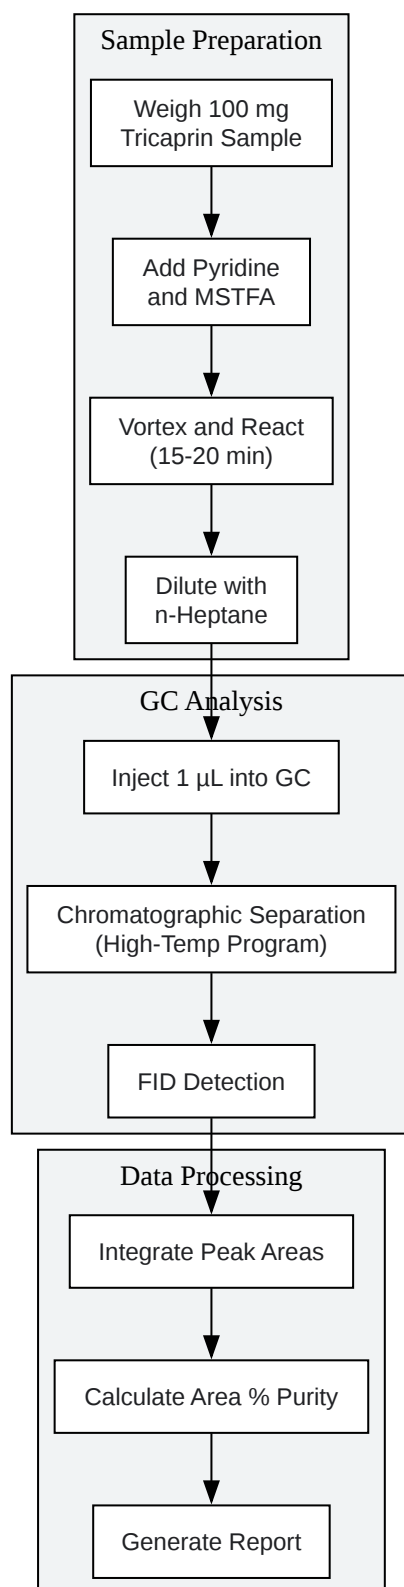 Sample Preparation
Weigh 100 mg
Tricaprin Sample
Add Pyridine
and MSTFA
Vortex and React
(15-20 min)
Dilute with
n-Heptane
GC Analysis
Inject 1 µL into GC
Chromatographic Separation
(High-Temp Program)
FID Detection
Data Processing
Integrate Peak Areas
Calculate Area % Purity
Generate Report